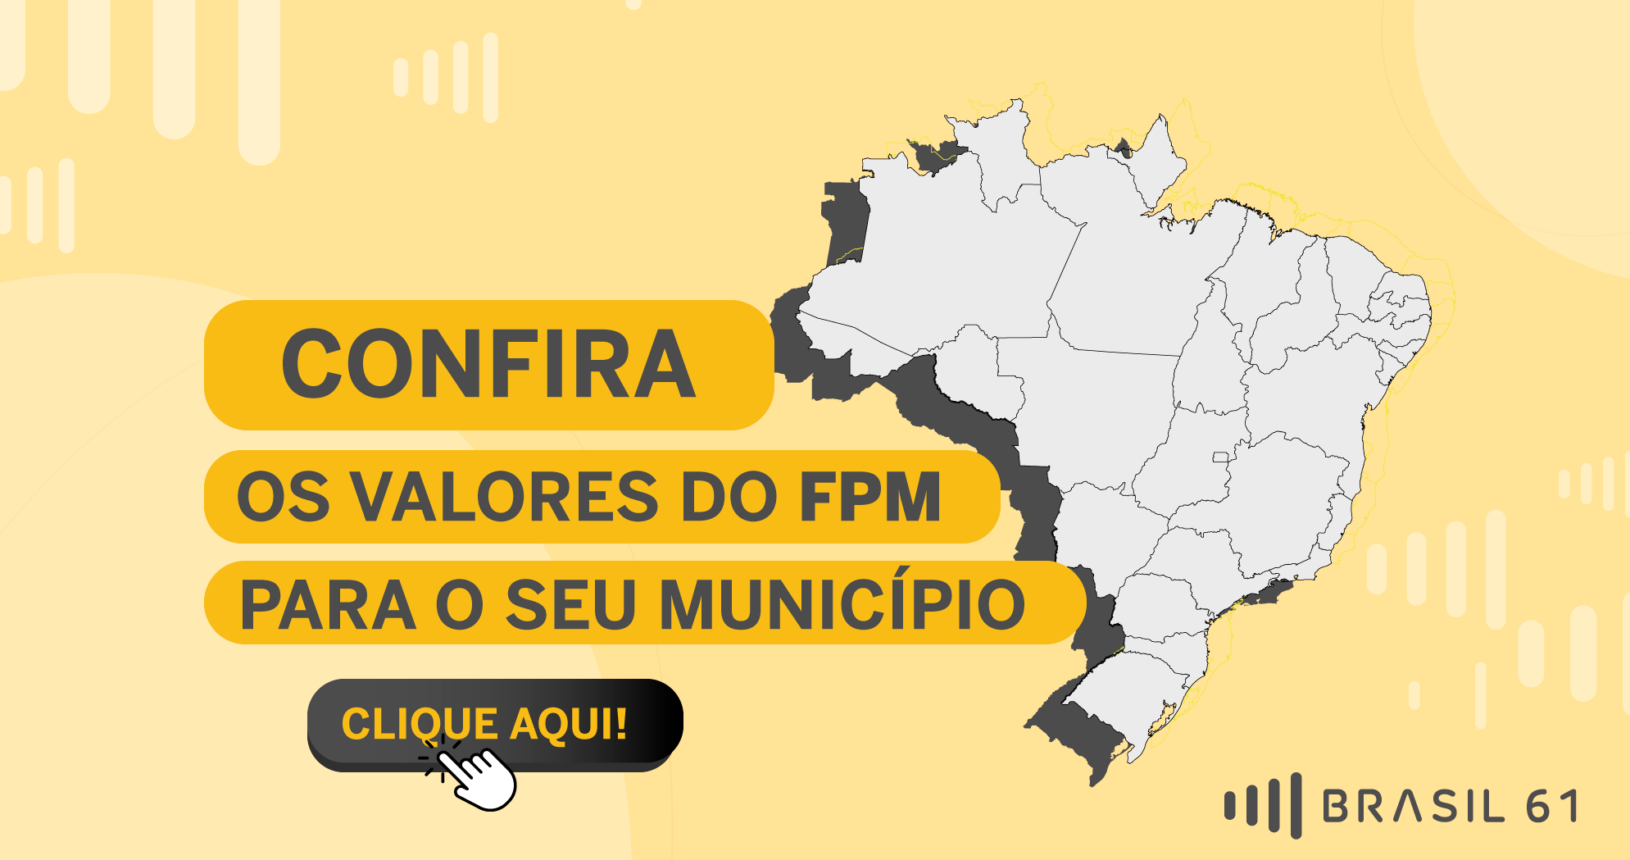 CONFIRA
OS VALORES DO FPM
PARA O SEU MUNICÍPIO
CLIQUE AQUI!
BRASIL 61